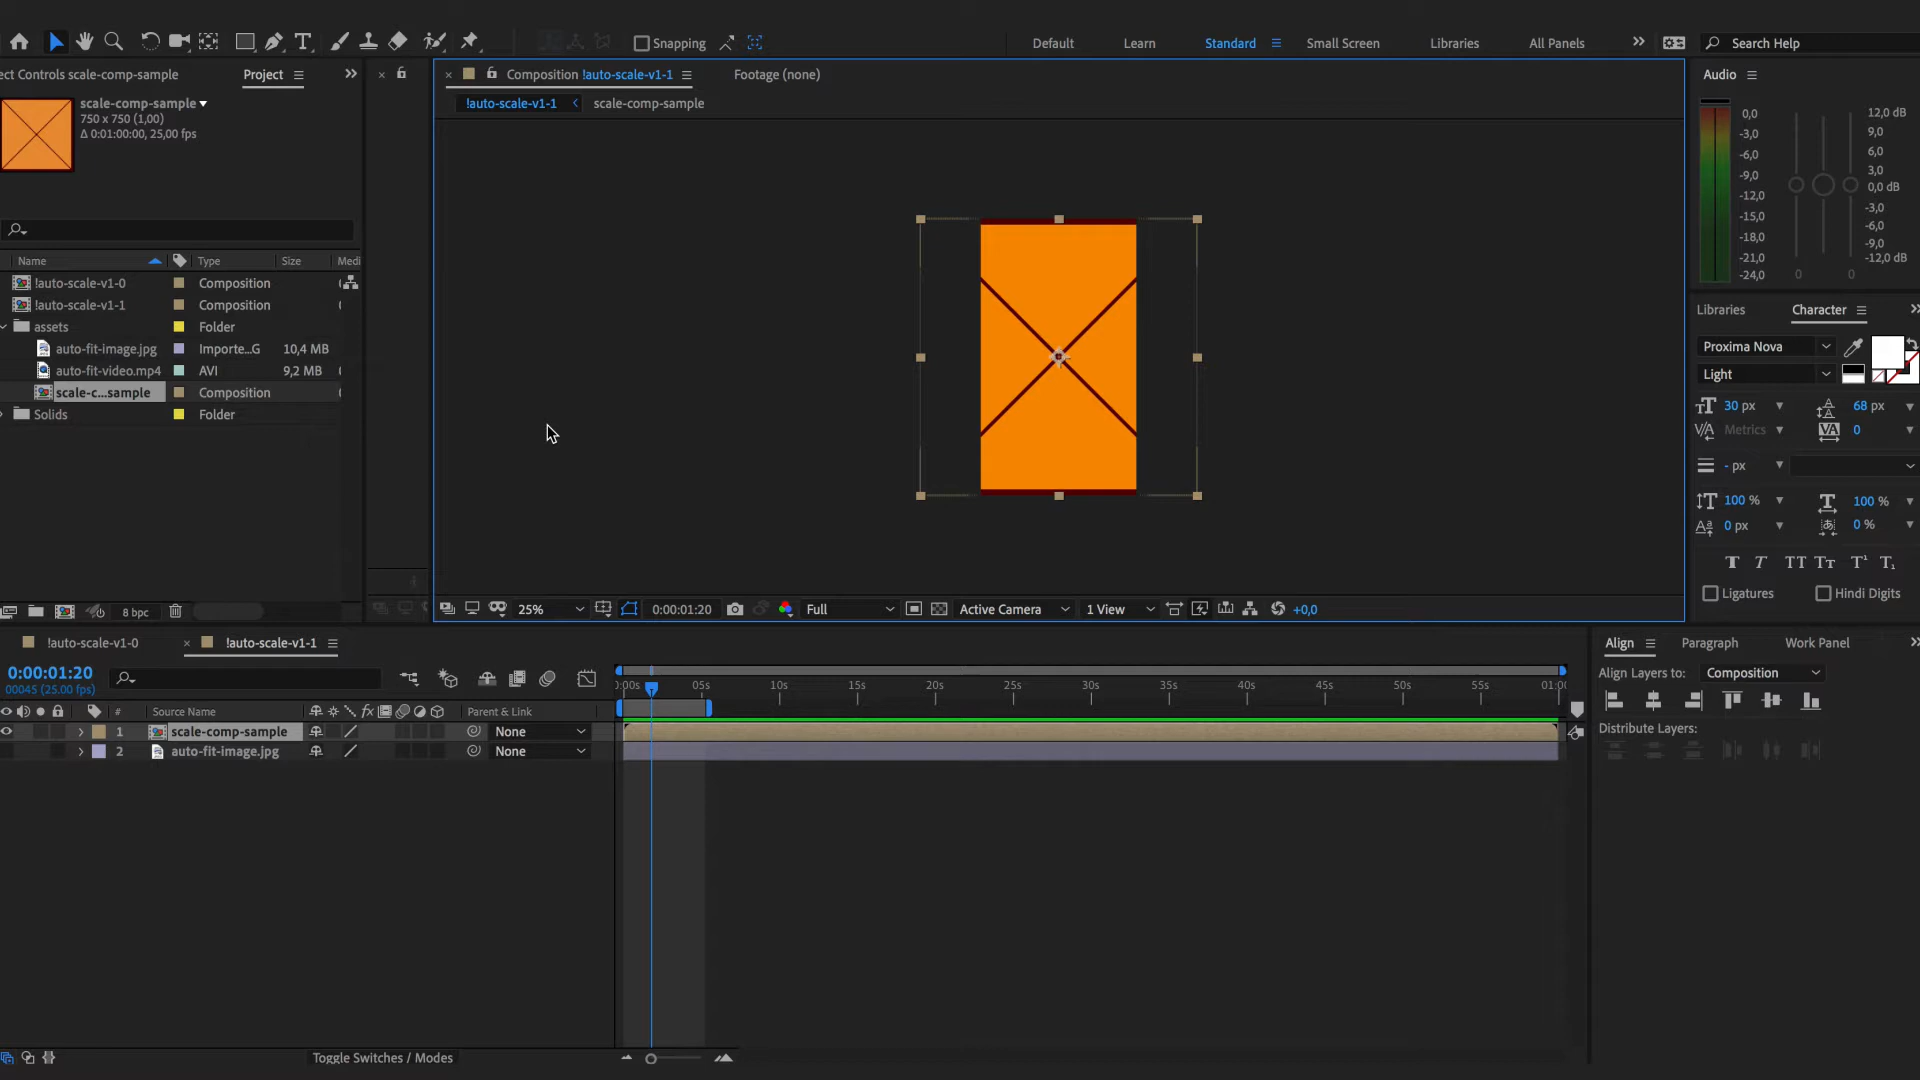 Snapping
Default
Learn
Standard
Small Screen
Libraries
All Panels
Search Help
ect Controls scale-comp-sample
Project
scale-comp-sample
750 x 750 (1,00)
Δ 0:01:00:00, 25,00 fps
Name
Type
Size
Medi
!auto-scale-v1-0
Composition
!auto-scale-v1-1
Composition
assets
Folder
auto-fit-image.jpg
Importe...G
10,4 MB
auto-fit-video.mp4
AVI
9,2 MB
scale-c...sample
Composition
Solids
Folder
8 bpc
Composition !auto-scale-v1-1
Footage (none)
!auto-scale-v1-1
scale-comp-sample
25%
0:00:01:20
Full
Active Camera
1 View
+0,0
Audio
0,0
-3,0
-6,0
-9,0
-12,0
-15,0
-18,0
-21,0
-24,0
12,0 dB
9,0
6,0
3,0
0,0 dB
-3,0
-6,0
-9,0
-12,0 dB
0
0
Libraries
Character
Proxima Nova
Light
30 px
68 px
Metrics
0
- px
100 %
100 %
0 px
0 %
Ligatures
Hindi Digits
!auto-scale-v1-0
!auto-scale-v1-1
0:00:01:20
00045 (25.00 fps)
#
Source Name
Parent & Link
1
scale-comp-sample
None
2
auto-fit-image.jpg
None
0:00s
05s
10s
15s
20s
25s
30s
35s
40s
45s
50s
55s
01:00
Toggle Switches / Modes
Align
Paragraph
Work Panel
Align Layers to:
Composition
Distribute Layers: